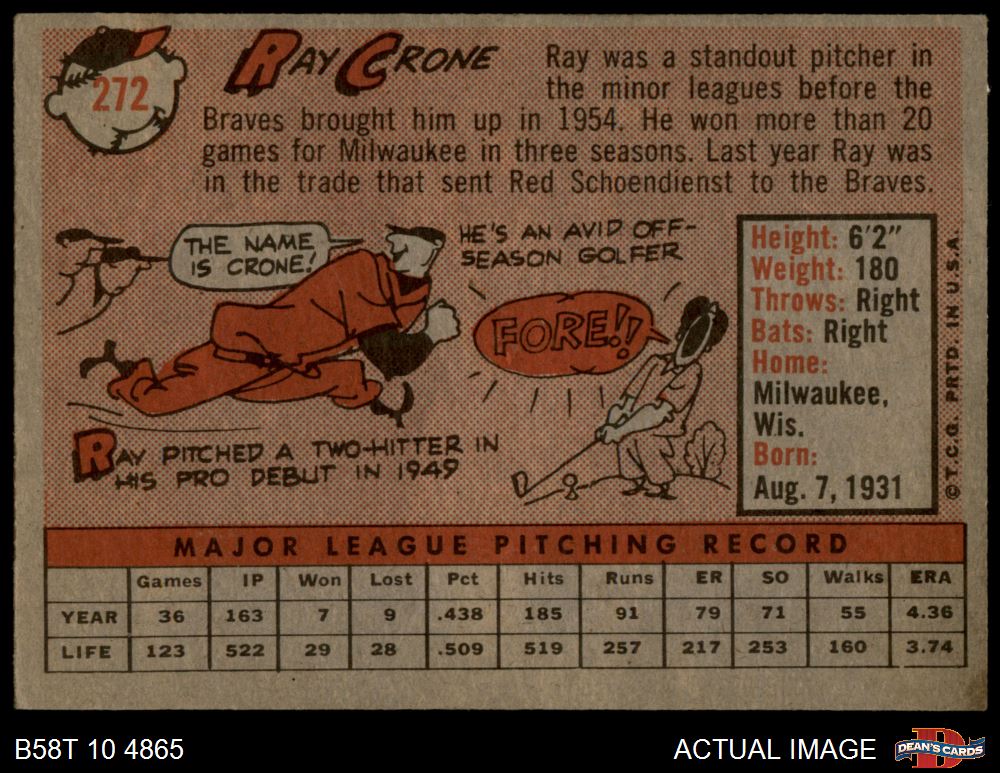 272
RAY CRONE
Ray was a standout pitcher in
the minor leagues before the
Braves brought him up in 1954. He won more than 20
games for Milwaukee in three seasons. Last year Ray was
in the trade that sent Red Schoendienst to the Braves.
THE NAME
IS CRONE!
HE'S AN AVID OFF-
SEASON GOLFER
FORE!!
RAY PITCHED A TWO-HITTER IN
HIS PRO DEBUT IN 1949
Height: 6'2"
Weight: 180
Throws: Right
Bats: Right
Home:
Milwaukee,
Wis.
Born:
Aug. 7, 1931
© T.C.G. PRTD. IN U.S.A.
MAJOR LEAGUE PITCHING RECORD
Games IP Won Lost Pct Hits Runs ER SO Walks ERA
YEAR 36 163 7 9 .438 185 91 79 71 55 4.36
LIFE 123 522 29 28 .509 519 257 217 253 160 3.74
B58T 10 4865
ACTUAL IMAGE
D
DEAN'S CARDS